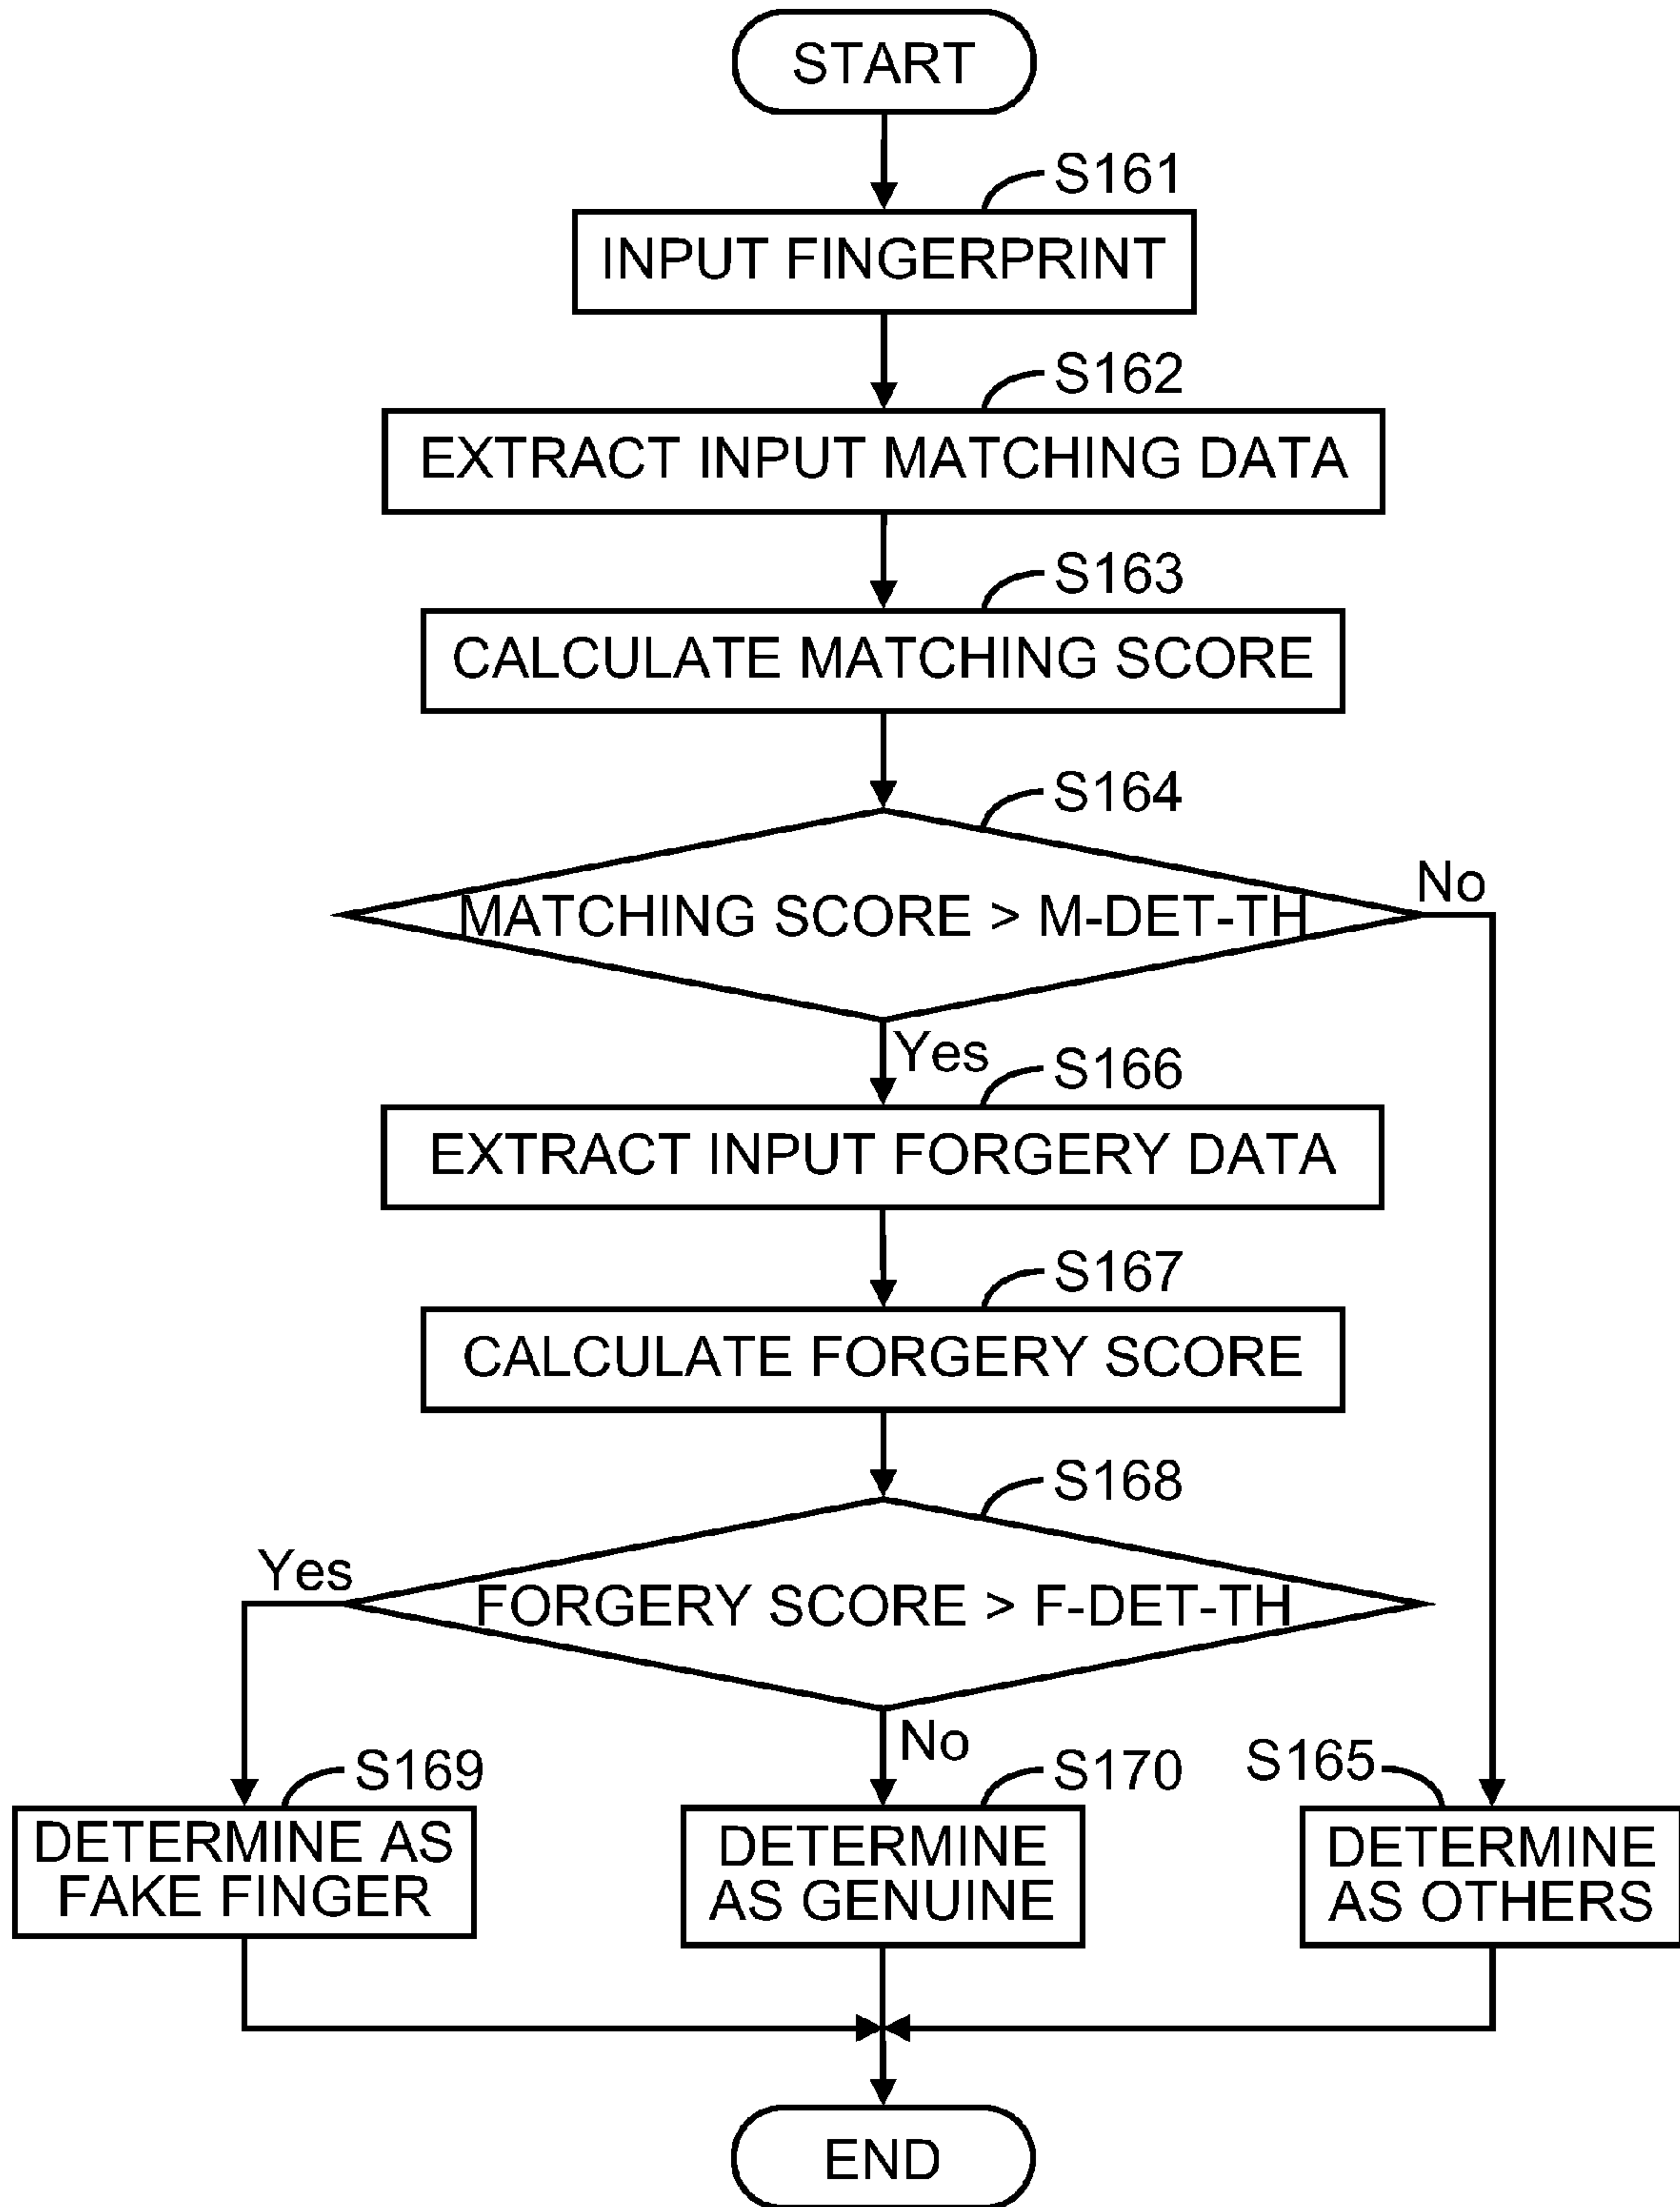 START
S161
INPUT FINGERPRINT
S162
EXTRACT INPUT MATCHING DATA
S163
CALCULATE MATCHING SCORE
S164
MATCHING SCORE > M-DET-TH
No
Yes
S166
EXTRACT INPUT FORGERY DATA
S167
CALCULATE FORGERY SCORE
S168
Yes
FORGERY SCORE > F-DET-TH
No
S169
DETERMINE AS
FAKE FINGER
S170
DETERMINE
AS GENUINE
S165
DETERMINE
AS OTHERS
END